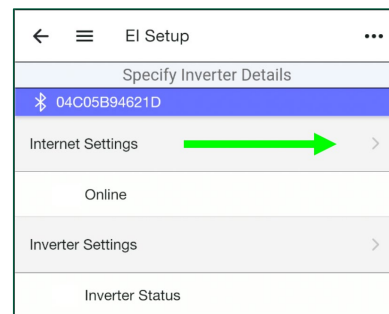 EI Setup
Specify Inverter Details
04C05B94621D
Internet Settings
Online
Inverter Settings
Inverter Status